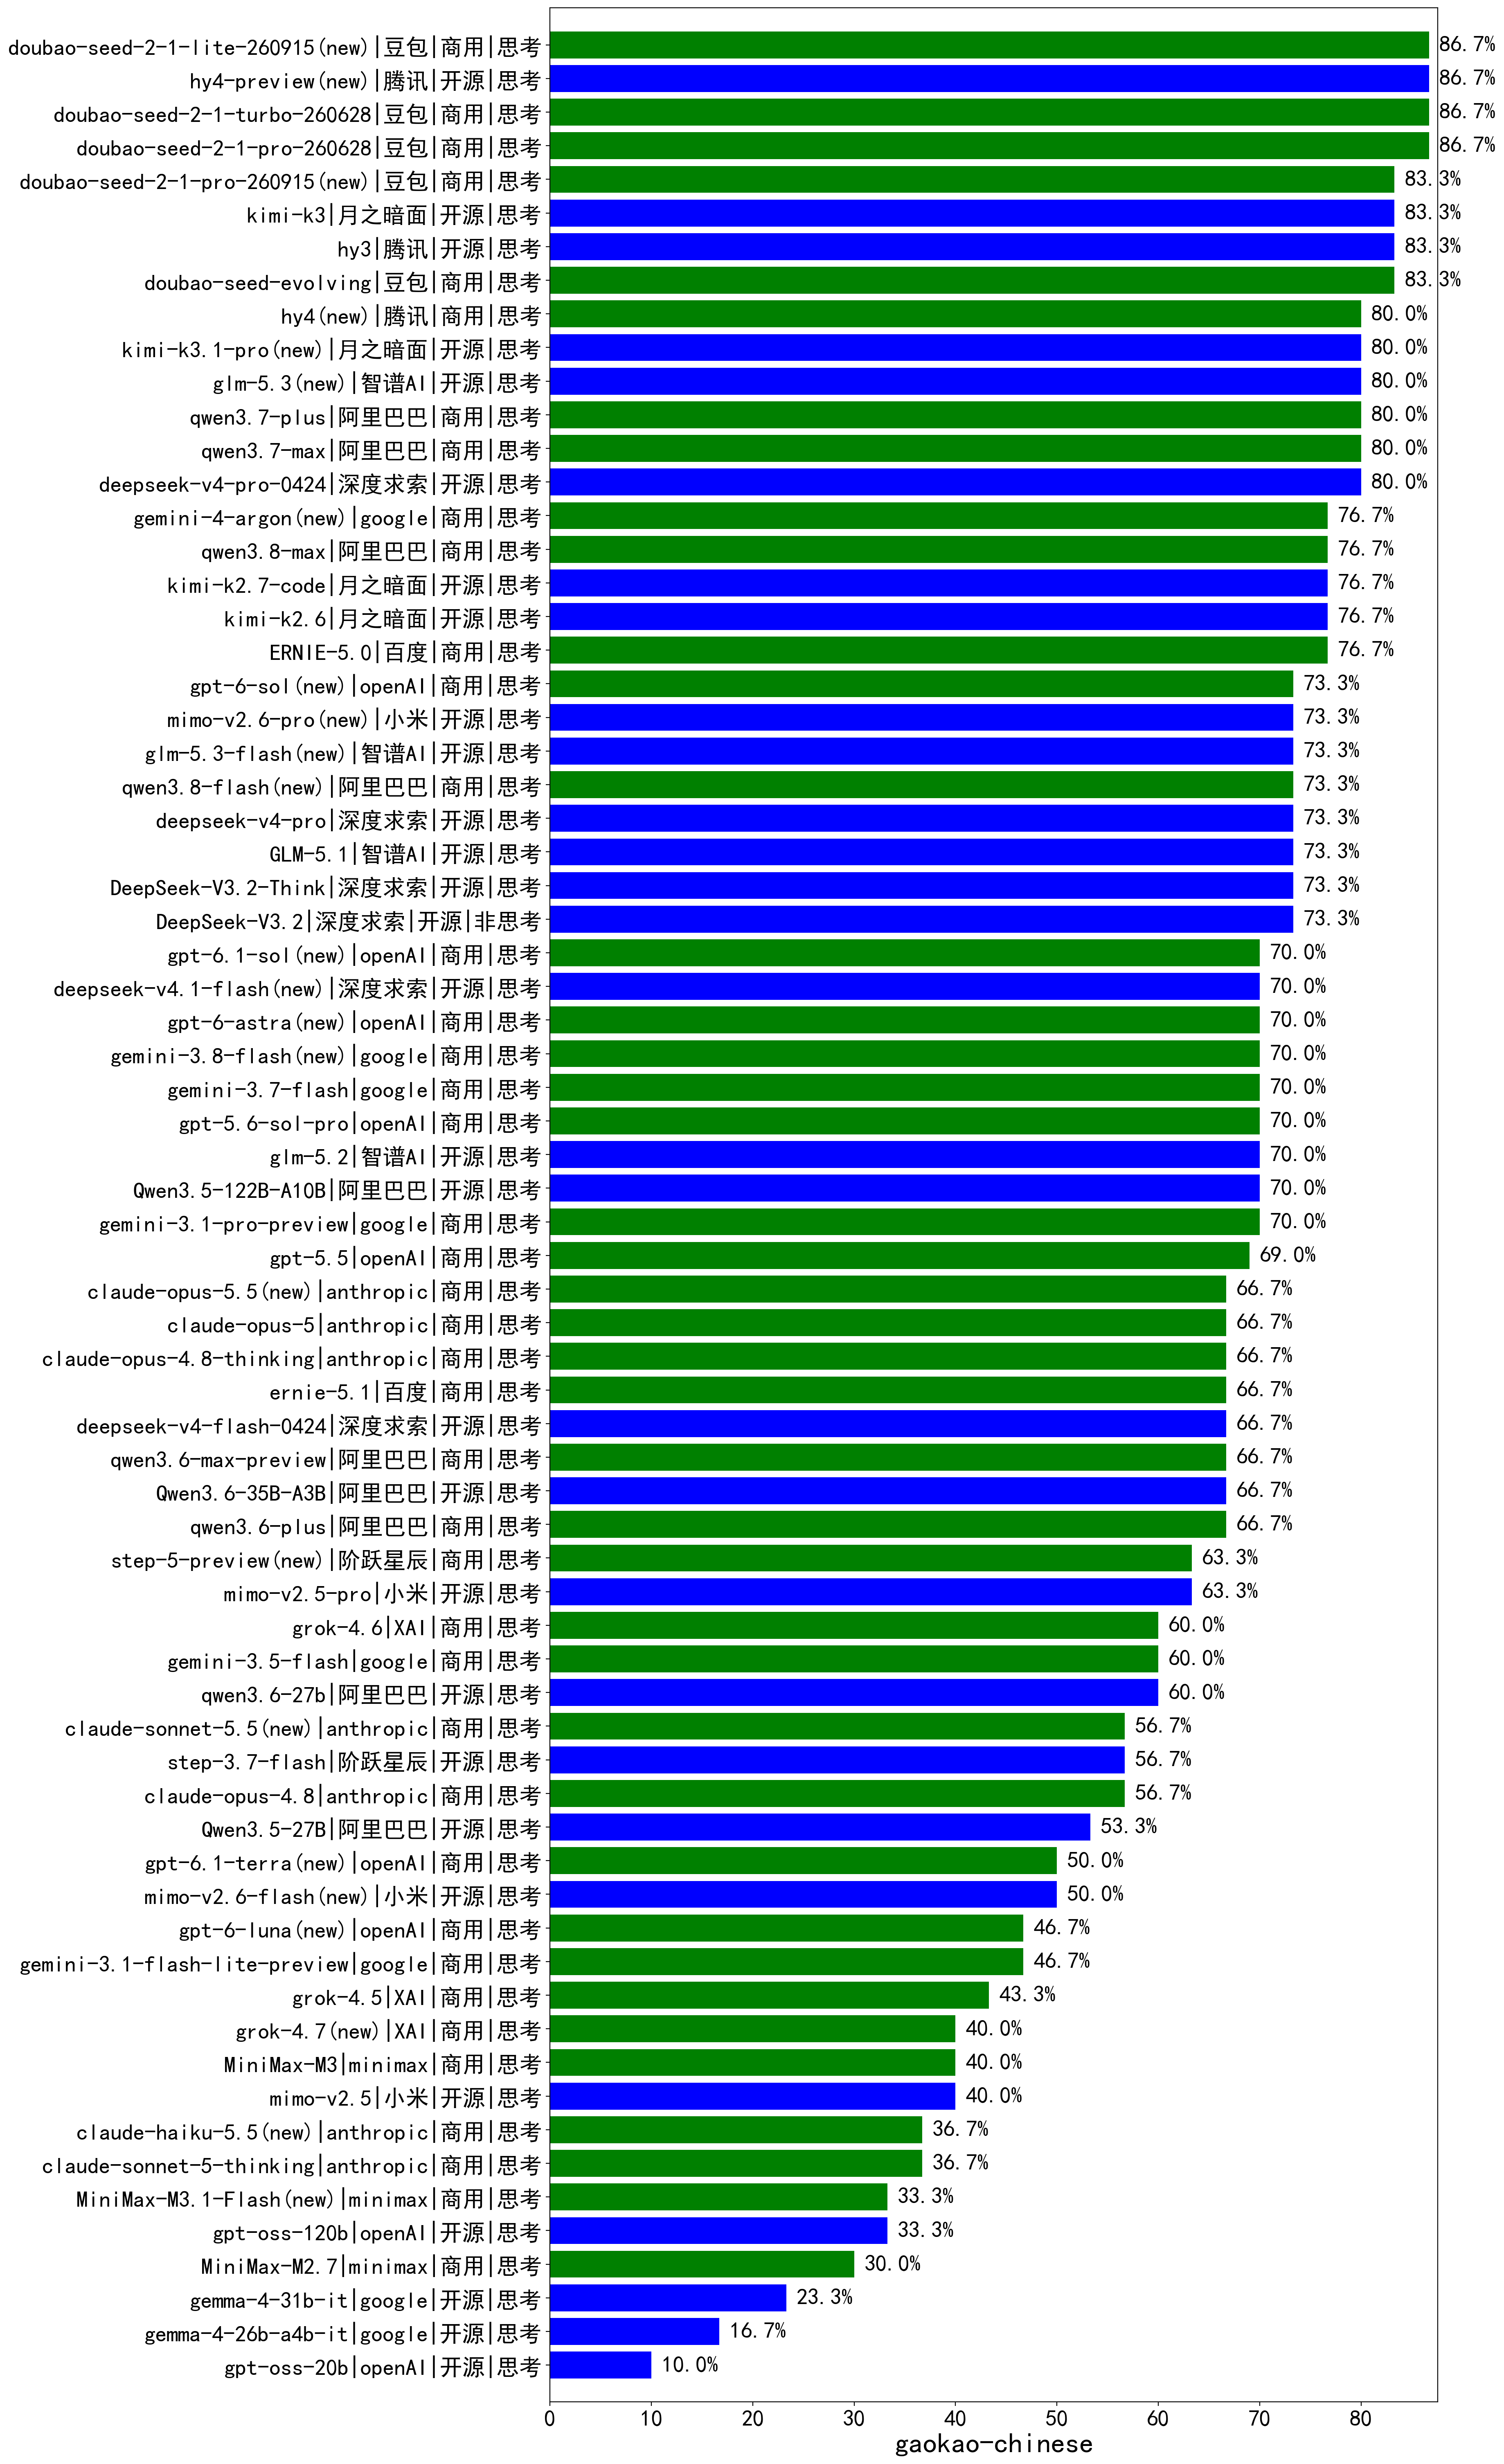 doubao-seed-2-1-lite-260915(new)|豆包|商用|思考 86.7%
hy4-preview(new)|腾讯|开源|思考 86.7%
doubao-seed-2-1-turbo-260628|豆包|商用|思考 86.7%
doubao-seed-2-1-pro-260628|豆包|商用|思考 86.7%
doubao-seed-2-1-pro-260915(new)|豆包|商用|思考 83.3%
kimi-k3|月之暗面|开源|思考 83.3%
hy3|腾讯|开源|思考 83.3%
doubao-seed-evolving|豆包|商用|思考 83.3%
hy4(new)|腾讯|商用|思考 80.0%
kimi-k3.1-pro(new)|月之暗面|开源|思考 80.0%
glm-5.3(new)|智谱AI|开源|思考 80.0%
qwen3.7-plus|阿里巴巴|商用|思考 80.0%
qwen3.7-max|阿里巴巴|商用|思考 80.0%
deepseek-v4-pro-0424|深度求索|开源|思考 80.0%
gemini-4-argon(new)|google|商用|思考 76.7%
qwen3.8-max|阿里巴巴|商用|思考 76.7%
kimi-k2.7-code|月之暗面|开源|思考 76.7%
kimi-k2.6|月之暗面|开源|思考 76.7%
ERNIE-5.0|百度|商用|思考 76.7%
gpt-6-sol(new)|openAI|商用|思考 73.3%
mimo-v2.6-pro(new)|小米|开源|思考 73.3%
glm-5.3-flash(new)|智谱AI|开源|思考 73.3%
qwen3.8-flash(new)|阿里巴巴|商用|思考 73.3%
deepseek-v4-pro|深度求索|开源|思考 73.3%
GLM-5.1|智谱AI|开源|思考 73.3%
DeepSeek-V3.2-Think|深度求索|开源|思考 73.3%
DeepSeek-V3.2|深度求索|开源|非思考 73.3%
gpt-6.1-sol(new)|openAI|商用|思考 70.0%
deepseek-v4.1-flash(new)|深度求索|开源|思考 70.0%
gpt-6-astra(new)|openAI|商用|思考 70.0%
gemini-3.8-flash(new)|google|商用|思考 70.0%
gemini-3.7-flash|google|商用|思考 70.0%
gpt-5.6-sol-pro|openAI|商用|思考 70.0%
glm-5.2|智谱AI|开源|思考 70.0%
Qwen3.5-122B-A10B|阿里巴巴|开源|思考 70.0%
gemini-3.1-pro-preview|google|商用|思考 70.0%
gpt-5.5|openAI|商用|思考 69.0%
claude-opus-5.5(new)|anthropic|商用|思考 66.7%
claude-opus-5|anthropic|商用|思考 66.7%
claude-opus-4.8-thinking|anthropic|商用|思考 66.7%
ernie-5.1|百度|商用|思考 66.7%
deepseek-v4-flash-0424|深度求索|开源|思考 66.7%
qwen3.6-max-preview|阿里巴巴|商用|思考 66.7%
Qwen3.6-35B-A3B|阿里巴巴|开源|思考 66.7%
qwen3.6-plus|阿里巴巴|商用|思考 66.7%
step-5-preview(new)|阶跃星辰|商用|思考 63.3%
mimo-v2.5-pro|小米|开源|思考 63.3%
grok-4.6|XAI|商用|思考 60.0%
gemini-3.5-flash|google|商用|思考 60.0%
qwen3.6-27b|阿里巴巴|开源|思考 60.0%
claude-sonnet-5.5(new)|anthropic|商用|思考 56.7%
step-3.7-flash|阶跃星辰|开源|思考 56.7%
claude-opus-4.8|anthropic|商用|思考 56.7%
Qwen3.5-27B|阿里巴巴|开源|思考 53.3%
gpt-6.1-terra(new)|openAI|商用|思考 50.0%
mimo-v2.6-flash(new)|小米|开源|思考 50.0%
gpt-6-luna(new)|openAI|商用|思考 46.7%
gemini-3.1-flash-lite-preview|google|商用|思考 46.7%
grok-4.5|XAI|商用|思考 43.3%
grok-4.7(new)|XAI|商用|思考 40.0%
MiniMax-M3|minimax|商用|思考 40.0%
mimo-v2.5|小米|开源|思考 40.0%
claude-haiku-5.5(new)|anthropic|商用|思考 36.7%
claude-sonnet-5-thinking|anthropic|商用|思考 36.7%
MiniMax-M3.1-Flash(new)|minimax|商用|思考 33.3%
gpt-oss-120b|openAI|开源|思考 33.3%
MiniMax-M2.7|minimax|商用|思考 30.0%
gemma-4-31b-it|google|开源|思考 23.3%
gemma-4-26b-a4b-it|google|开源|思考 16.7%
gpt-oss-20b|openAI|开源|思考 10.0%
0 10 20 30 40 50 60 70 80
gaokao-chinese